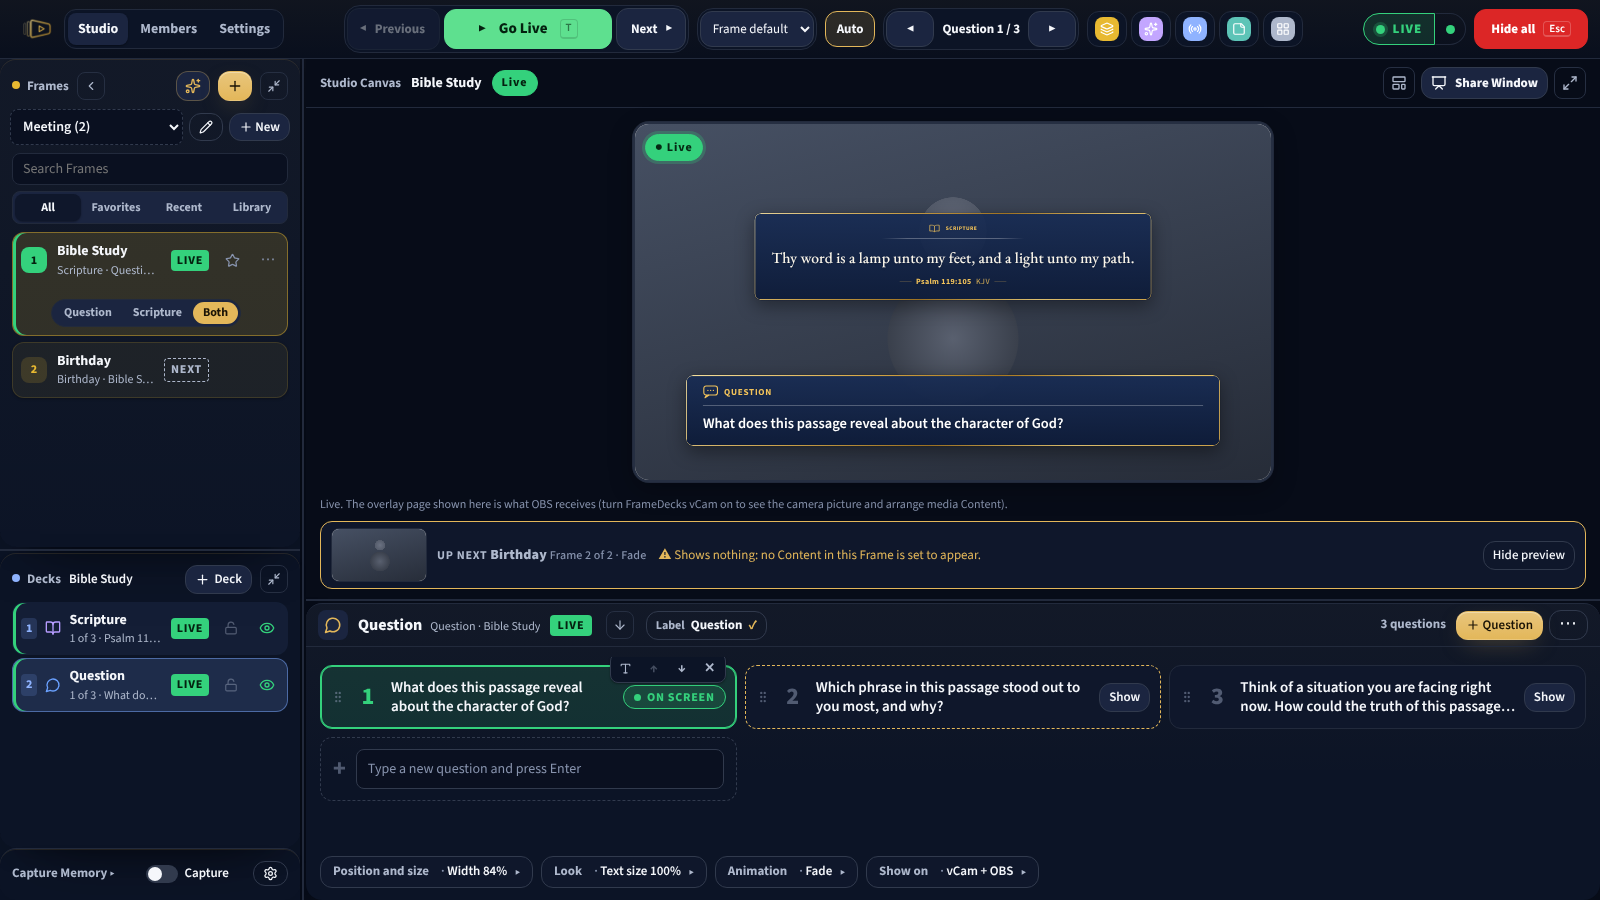 Studio
Members
Settings
Previous
Go Live T
Next
Frame default
Auto
Question 1 / 3
LIVE
Hide all Esc
Frames
Meeting (2)
+ New
Search Frames
All
Favorites
Recent
Library
1
Bible Study
Scripture · Questi...
LIVE
Question
Scripture
Both
2
Birthday
Birthday · Bible S...
NEXT
Decks Bible Study
+ Deck
1
Scripture
1 of 3 · Psalm 11...
LIVE
2
Question
1 of 3 · What do...
LIVE
Capture Memory
Capture
Studio Canvas Bible Study Live
Share Window
Live
SCRIPTURE
Thy word is a lamp unto my feet, and a light unto my path.
Psalm 119:105 KJV
QUESTION
What does this passage reveal about the character of God?
Live. The overlay page shown here is what OBS receives (turn FrameDecks vCam on to see the camera picture and arrange media Content).
UP NEXT Birthday Frame 2 of 2 · Fade ⚠ Shows nothing: no Content in this Frame is set to appear.
Hide preview
Question Question · Bible Study LIVE
Label Question ✓
3 questions
+ Question
1
What does this passage reveal
about the character of God?
ON SCREEN
2
Which phrase in this passage stood out to
you most, and why?
Show
3
Think of a situation you are facing right
now. How could the truth of this passage...
Show
Type a new question and press Enter
Position and size · Width 84%
Look · Text size 100%
Animation · Fade
Show on · vCam + OBS